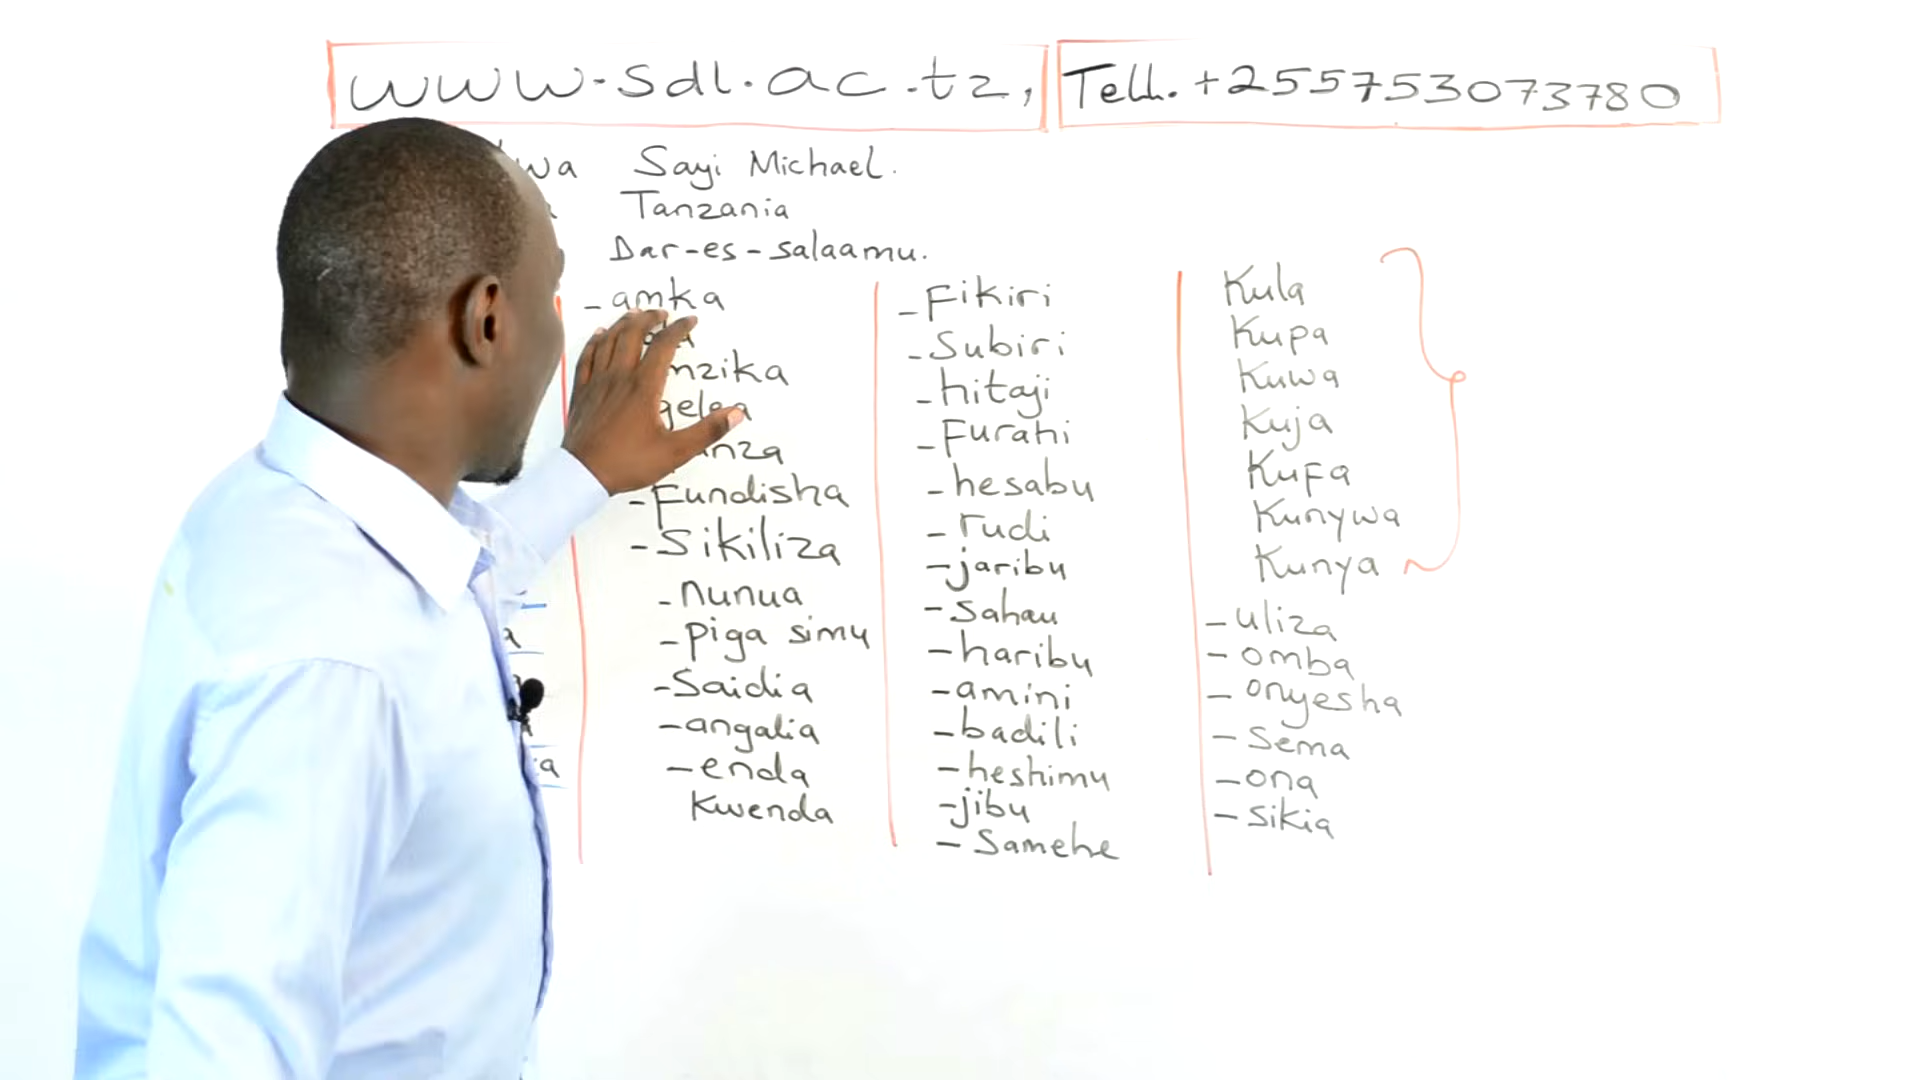 www.sdl.ac.tz,
Tell. +255753073780
Sayi Michael.
Tanzania
Dar-es-salaamu.
- amka
- Fundisha
- Sikiliza
- nunua
- piga simu
- Saidia
- angalia
- enda
Kwenda
- Fikiri
- Subiri
- hitaji
- Furahi
- hesabu
- rudi
- jaribu
- Sahau
- haribu
- amini
- badili
- heshimu
- jibu
- Samehe
Kula
Kupa
Kuwa
Kuja
Kufa
Kunywa
Kunya
- uliza
- omba
- onyesha
- Sema
- ona
- Sikia